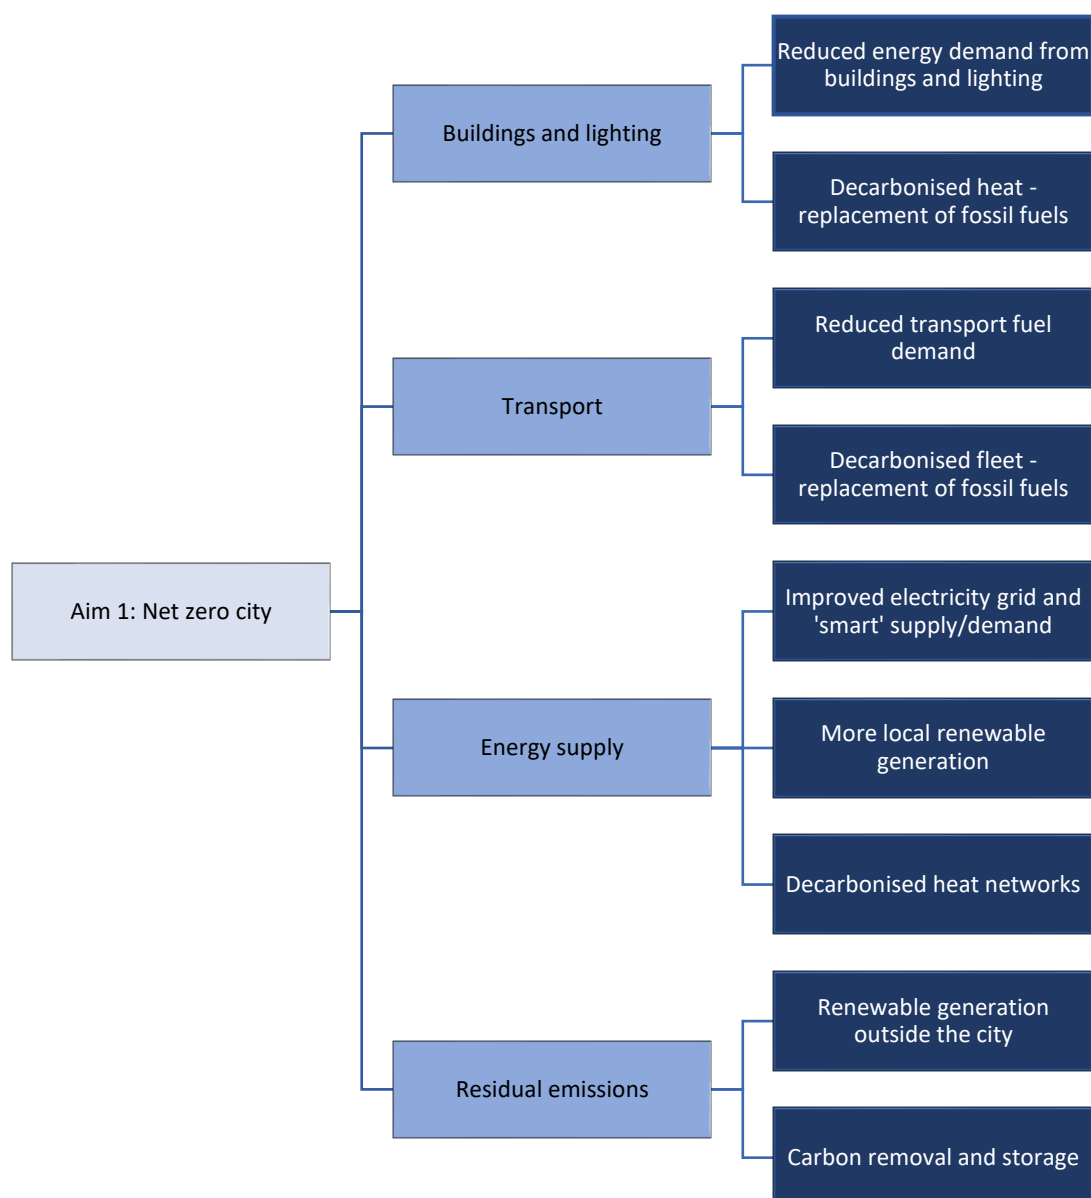 Aim 1: Net zero city
Buildings and lighting
Reduced energy demand from
buildings and lighting
Decarbonised heat -
replacement of fossil fuels
Transport
Reduced transport fuel
demand
Decarbonised fleet -
replacement of fossil fuels
Energy supply
Improved electricity grid and
'smart' supply/demand
More local renewable
generation
Decarbonised heat networks
Residual emissions
Renewable generation
outside the city
Carbon removal and storage